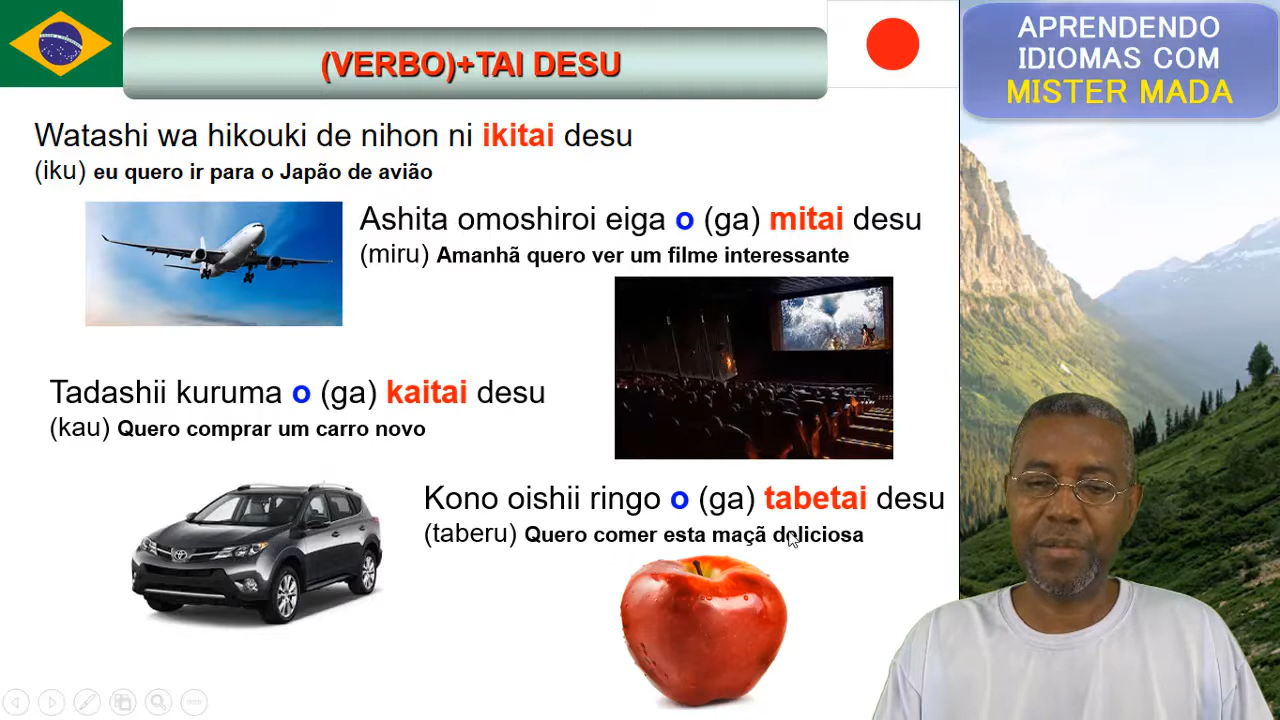 (VERBO)+TAI DESU
APRENDENDO
IDIOMAS COM
MISTER MADA
Watashi wa hikouki de nihon ni ikitai desu
(iku) eu quero ir para o Japão de avião
Ashita omoshiroi eiga o (ga) mitai desu
(miru) Amanhã quero ver um filme interessante
Tadashii kuruma o (ga) kaitai desu
(kau) Quero comprar um carro novo
Kono oishii ringo o (ga) tabetai desu
(taberu) Quero comer esta maçã deliciosa